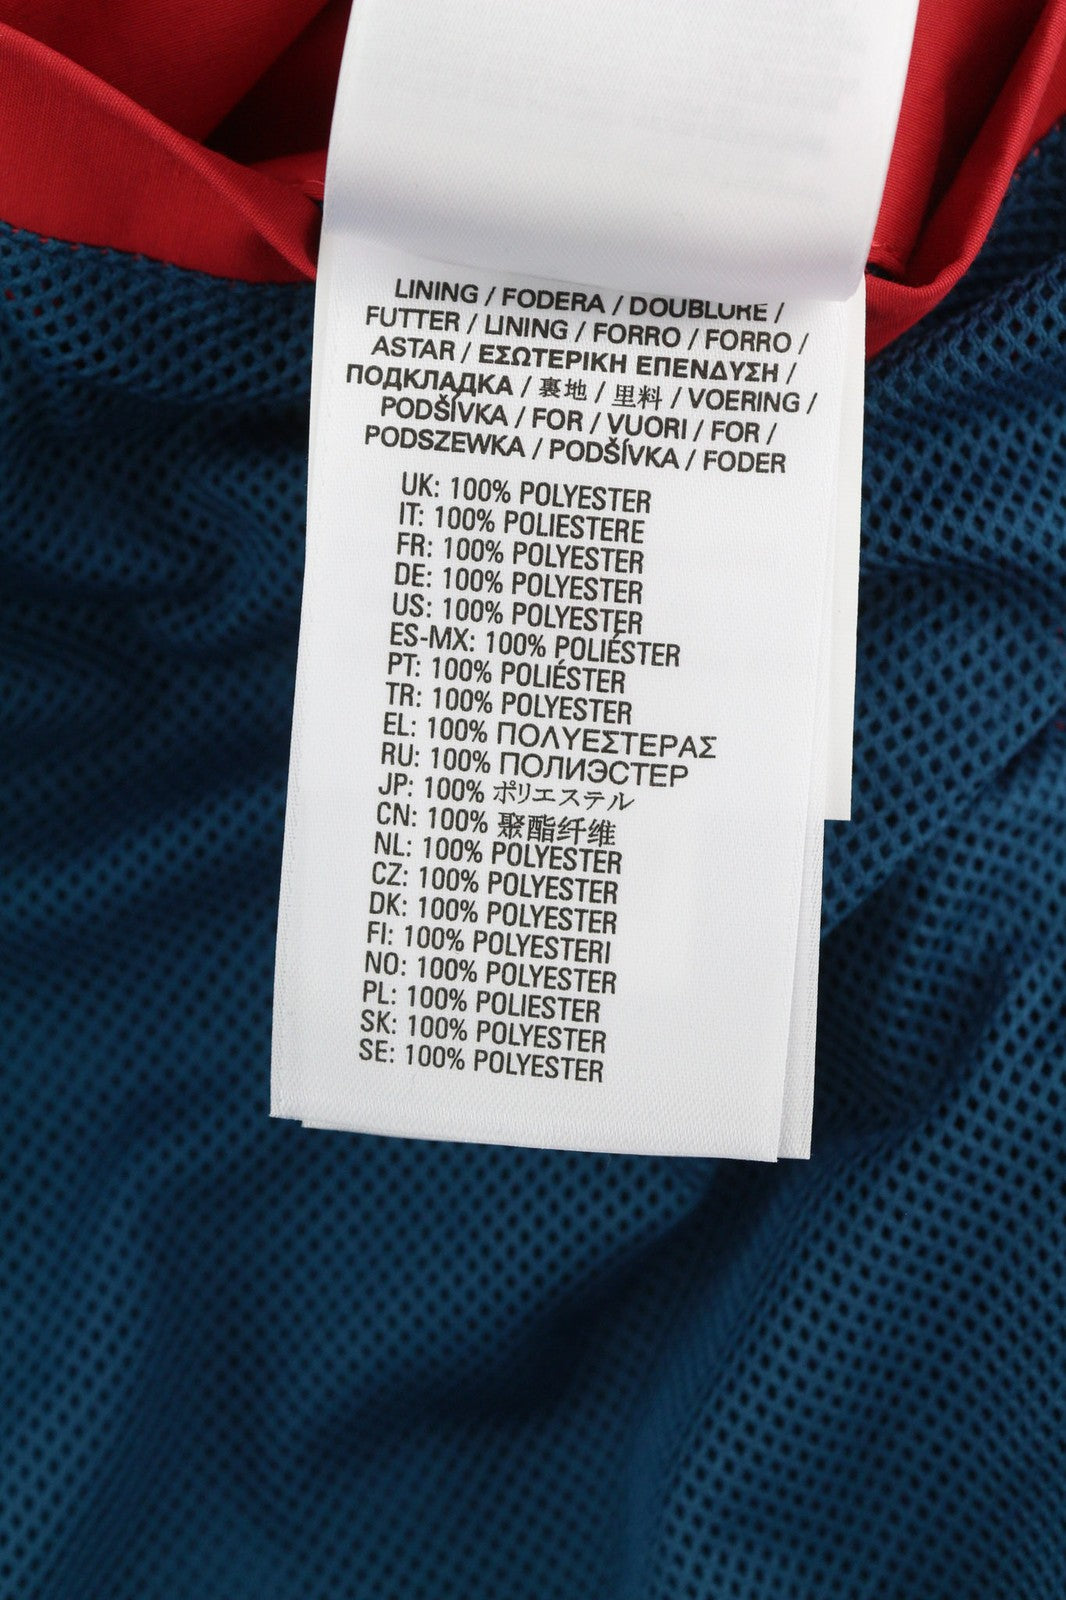 LINING / FODERA / DOUBLURE /
FUTTER / LINING / FORRO / FORRO /
ASTAR / ΕΣΩΤΕΡΙΚΗ ΕΠΕΝΔΥΣΗ /
ПОДКЛАДКА / 裏地 / 里料 / VOERING /
PODŠÍVKA / FOR / VUORI / FOR /
PODSZEWKA / PODŠÍVKA / FODER
UK: 100% POLYESTER
IT: 100% POLIESTERE
FR: 100% POLYESTER
DE: 100% POLYESTER
US: 100% POLYESTER
ES-MX: 100% POLIÉSTER
PT: 100% POLIÉSTER
TR: 100% POLYESTER
EL: 100% ΠΟΛΥΕΣΤΕΡΑΣ
RU: 100% ПОЛИЭСТЕР
JP: 100% ポリエステル
CN: 100% 聚酯纤维
NL: 100% POLYESTER
CZ: 100% POLYESTER
DK: 100% POLYESTER
FI: 100% POLYESTERI
NO: 100% POLYESTER
PL: 100% POLIESTER
SK: 100% POLYESTER
SE: 100% POLYESTER